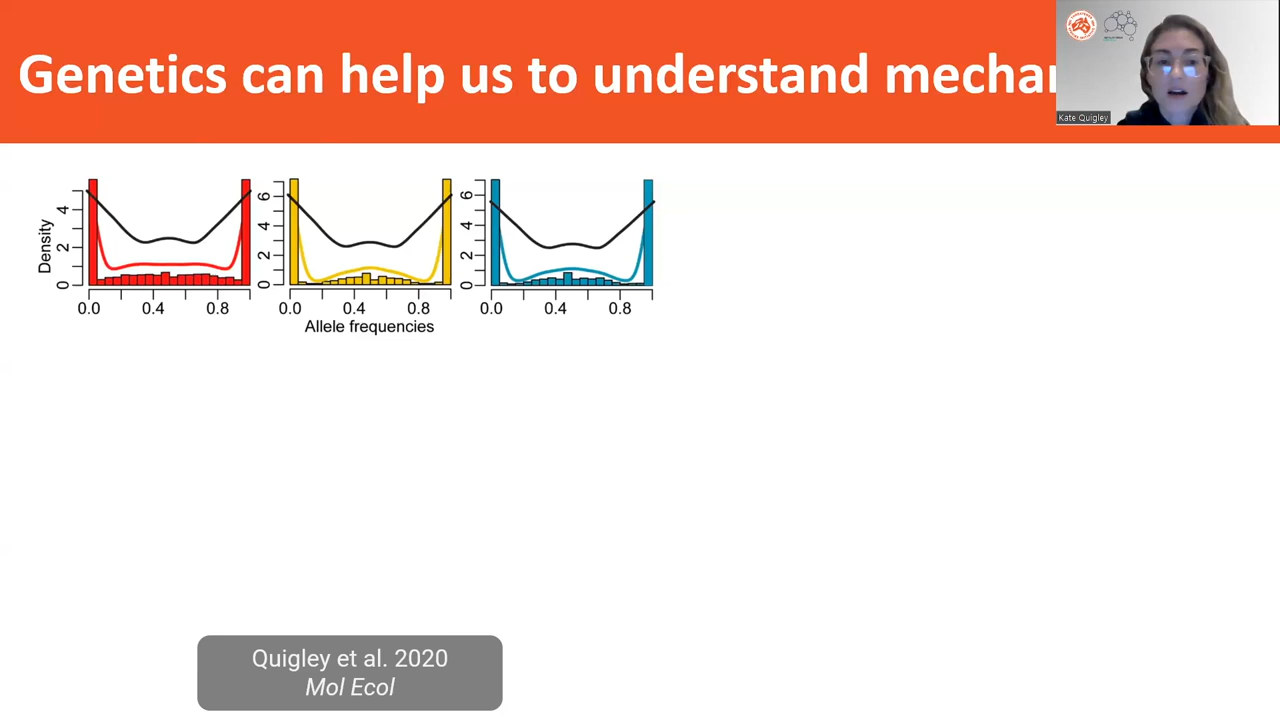 Genetics can help us to understand mechan
Kate Quigley
Density
0 2 4
0.0 0.4 0.8
0 2 4 6
0.0 0.4 0.8
0 2 4 6
0.0 0.4 0.8
Allele frequencies
Quigley et al. 2020
Mol Ecol